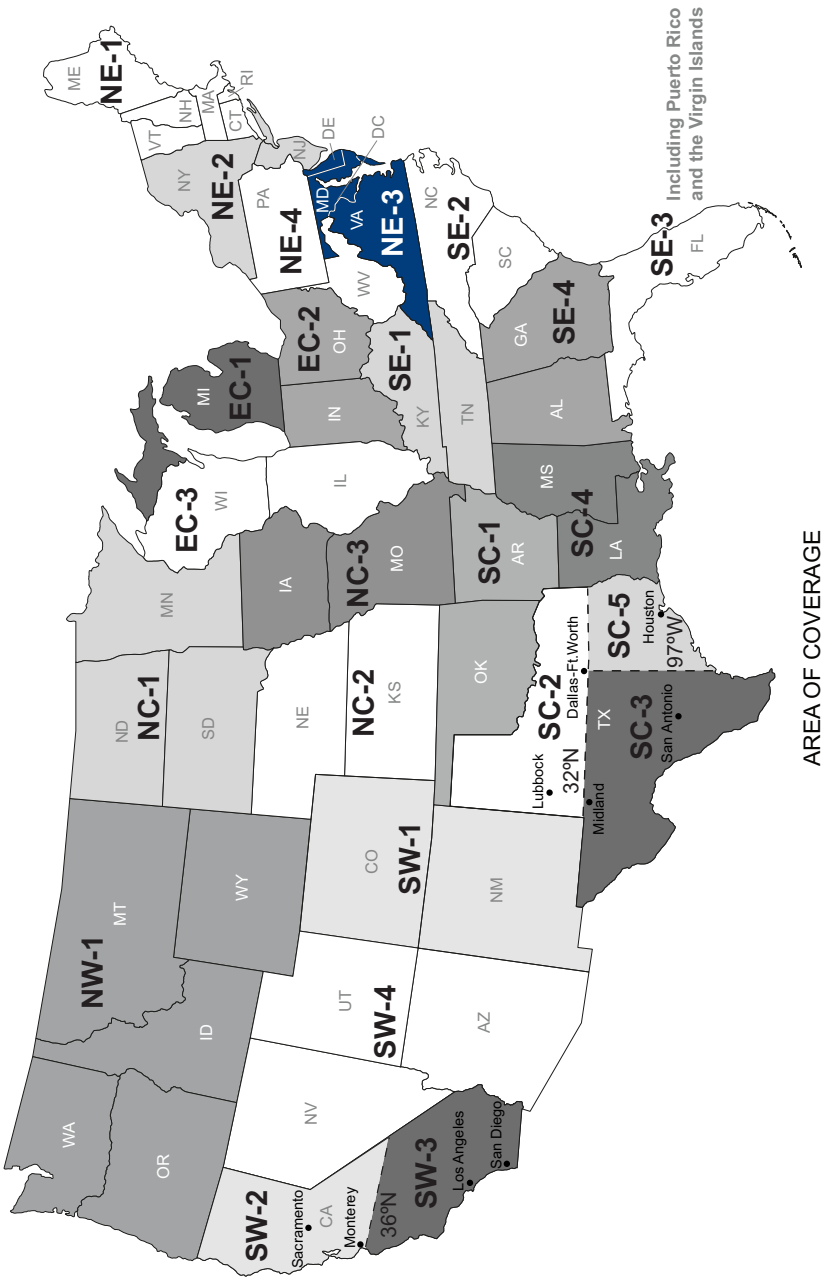 WA
OR
ID
MT
NW-1
WY
NV
UT
SW-4
AZ
SW-2
Sacramento
CA
Monterey
36ºN
SW-3
Los Angeles
San Diego
CO
SW-1
NM
ND
NC-1
SD
MN
NE
NC-2
KS
OK
IA
NC-3
MO
EC-3
WI
IL
MI
EC-1
IN
EC-2
OH
SE-1
KY
TN
SC-1
AR
SC-4
MS
LA
AL
GA
SE-4
Lubbock
SC-2
32ºN
Dallas-Ft.Worth
Midland
TX
SC-3
San Antonio
SC-5
Houston
97ºW
ME
NE-1
VT
NH
MA
CT
RI
NY
NE-2
PA
NJ
NE-4
MD
DE
DC
VA
NE-3
WV
NC
SE-2
SC
SE-3
FL
Including Puerto Rico
and the Virgin Islands
AREA OF COVERAGE